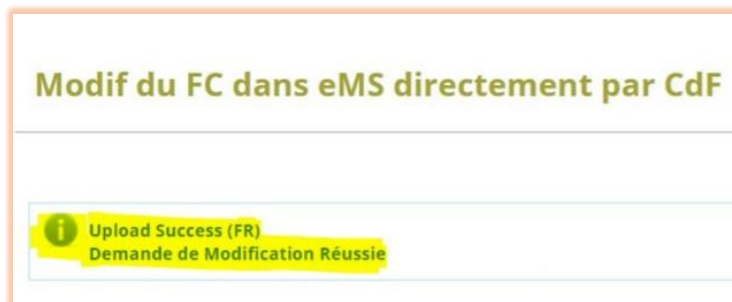 Modif du FC dans eMS directement par CdF
Upload Success (FR)
Demande de Modification Réussie